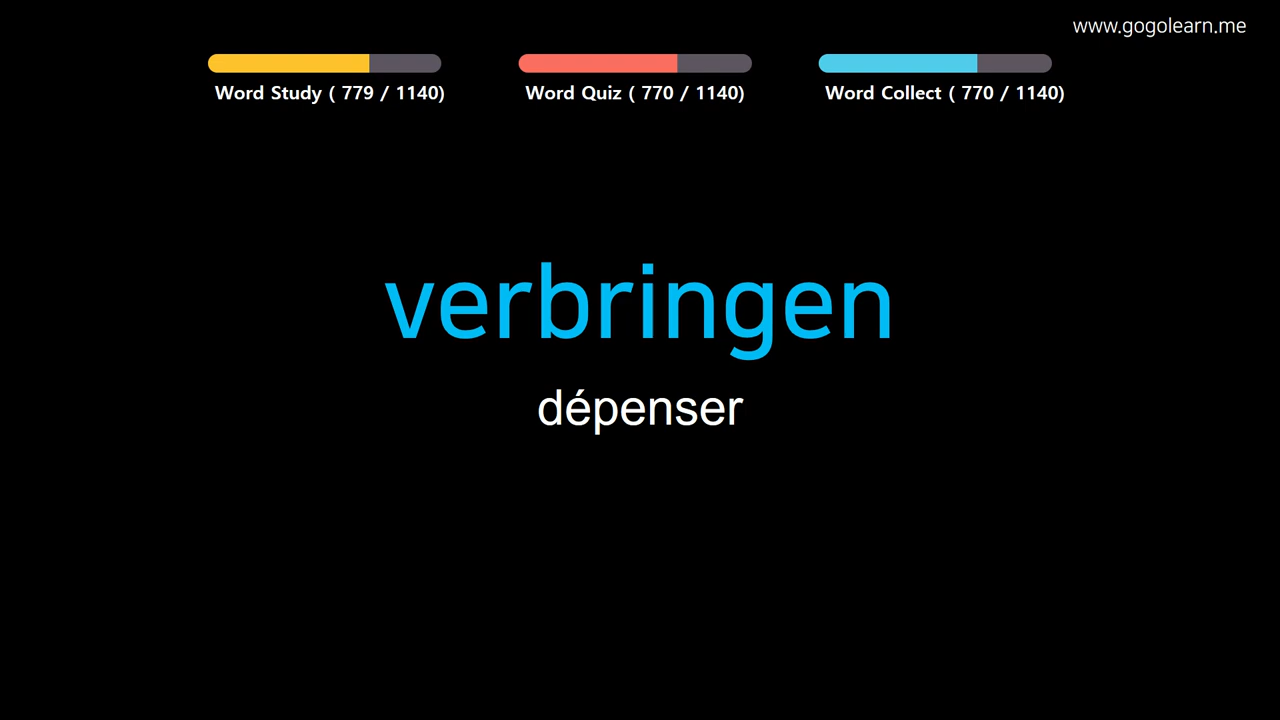 www.gogolearn.me
Word Study ( 779 / 1140)
Word Quiz ( 770 / 1140)
Word Collect ( 770 / 1140)
verbringen
dépenser